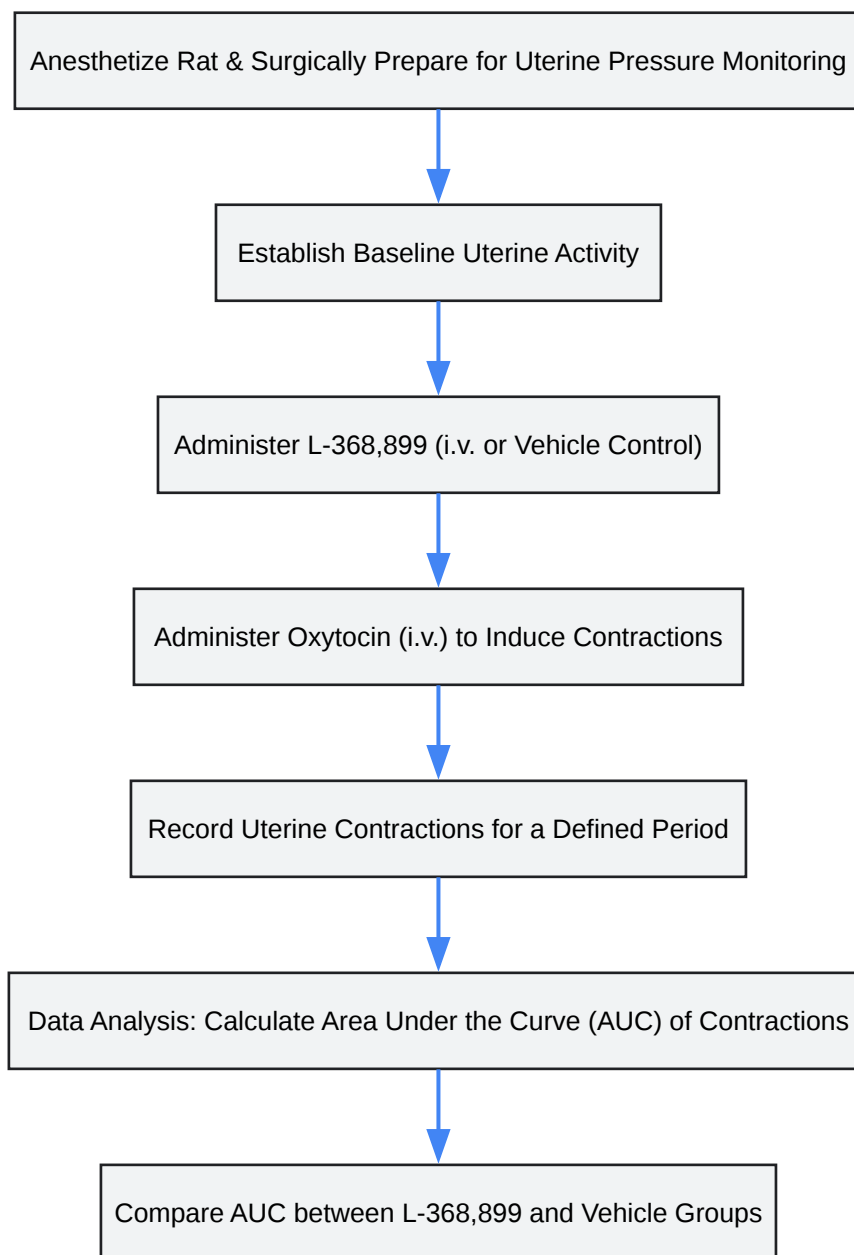 Anesthetize Rat & Surgically Prepare for Uterine Pressure Monitoring
Establish Baseline Uterine Activity
Administer L-368,899 (i.v. or Vehicle Control)
Administer Oxytocin (i.v.) to Induce Contractions
Record Uterine Contractions for a Defined Period
Data Analysis: Calculate Area Under the Curve (AUC) of Contractions
Compare AUC between L-368,899 and Vehicle Groups